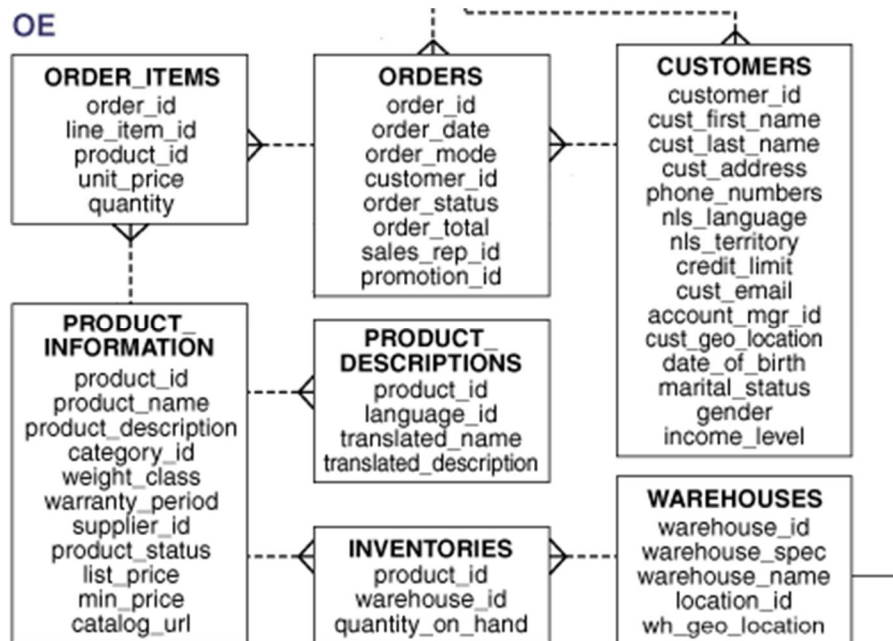 OE
ORDER_ITEMS
order_id
line_item_id
product_id
unit_price
quantity
ORDERS
order_id
order_date
order_mode
customer_id
order_status
order_total
sales_rep_id
promotion_id
CUSTOMERS
customer_id
cust_first_name
cust_last_name
cust_address
phone_numbers
nls_language
nls_territory
credit_limit
cust_email
account_mgr_id
cust_geo_location
date_of_birth
marital_status
gender
income_level
PRODUCT_
INFORMATION
product_id
product_name
product_description
category_id
weight_class
warranty_period
supplier_id
product_status
list_price
min_price
catalog_url
PRODUCT_
DESCRIPTIONS
product_id
language_id
translated_name
translated_description
INVENTORIES
product_id
warehouse_id
quantity_on_hand
WAREHOUSES
warehouse_id
warehouse_spec
warehouse_name
location_id
wh_geo_location